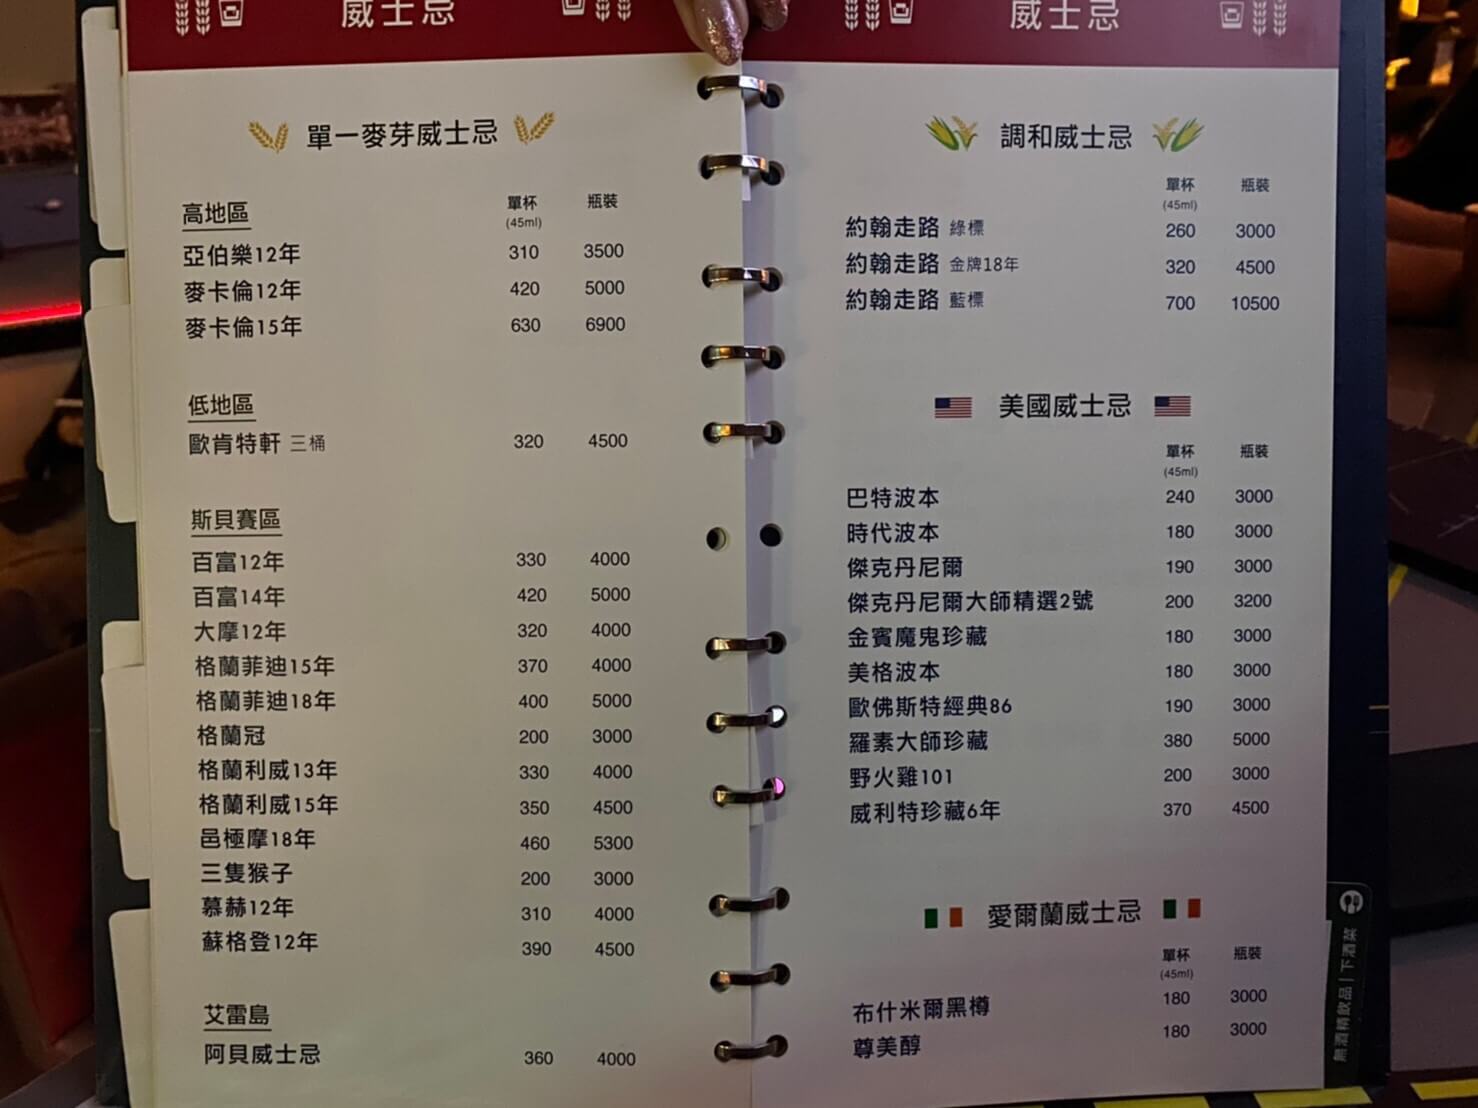 威士忌
單一麥芽威士忌
高地區 單杯 (45ml) 瓶裝
亞伯樂12年 310 3500
麥卡倫12年 420 5000
麥卡倫15年 630 6900
低地區
歐肯特軒 三桶 320 4500
斯貝賽區
百富12年 330 4000
百富14年 420 5000
大摩12年 320 4000
格蘭菲迪15年 370 4000
格蘭菲迪18年 400 5000
格蘭冠 200 3000
格蘭利威13年 330 4000
格蘭利威15年 350 4500
邑極摩18年 460 5300
三隻猴子 200 3000
慕赫12年 310 4000
蘇格登12年 390 4500
艾雷島
阿貝威士忌 360 4000
威士忌
調和威士忌
單杯 (45ml) 瓶裝
約翰走路 綠標 260 3000
約翰走路 金牌18年 320 4500
約翰走路 藍標 700 10500
美國威士忌
單杯 (45ml) 瓶裝
巴特波本 240 3000
時代波本 180 3000
傑克丹尼爾 190 3000
傑克丹尼爾大師精選2號 200 3200
金賓魔鬼珍藏 180 3000
美格波本 180 3000
歐佛斯特經典86 190 3000
羅素大師珍藏 380 5000
野火雞101 200 3000
威利特珍藏6年 370 4500
愛爾蘭威士忌
單杯 (45ml) 瓶裝
布什米爾黑樽 180 3000
尊美醇 180 3000
無酒精飲品|下酒菜